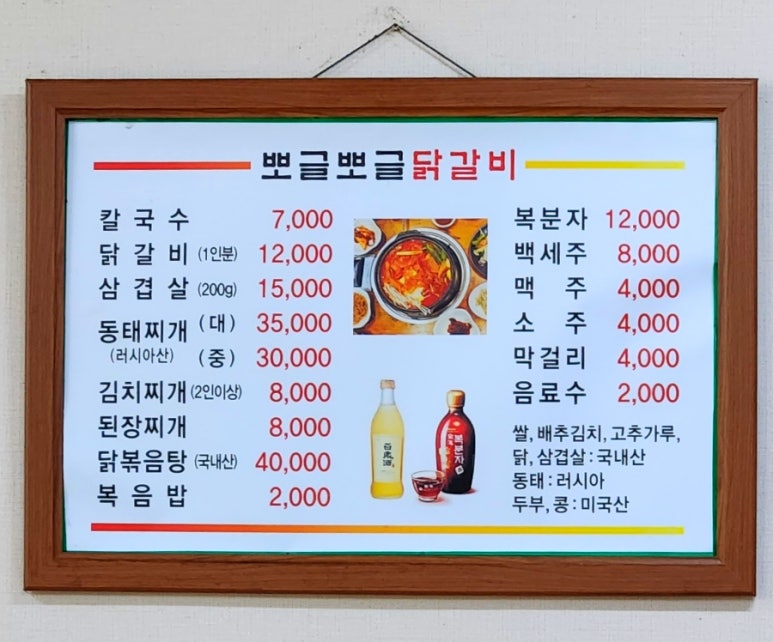 뽀글뽀글닭갈비
칼국수 7,000
닭갈비 (1인분) 12,000
삼겹살 (200g) 15,000
동태찌개 (대) 35,000
(러시아산) (중) 30,000
김치찌개 (2인이상) 8,000
된장찌개 8,000
닭볶음탕 (국내산) 40,000
복음밥 2,000
복분자 12,000
백세주 8,000
맥주 4,000
소주 4,000
막걸리 4,000
음료수 2,000
쌀, 배추김치, 고추가루,
닭, 삼겹살 : 국내산
동태 : 러시아
두부, 콩 : 미국산
복분자